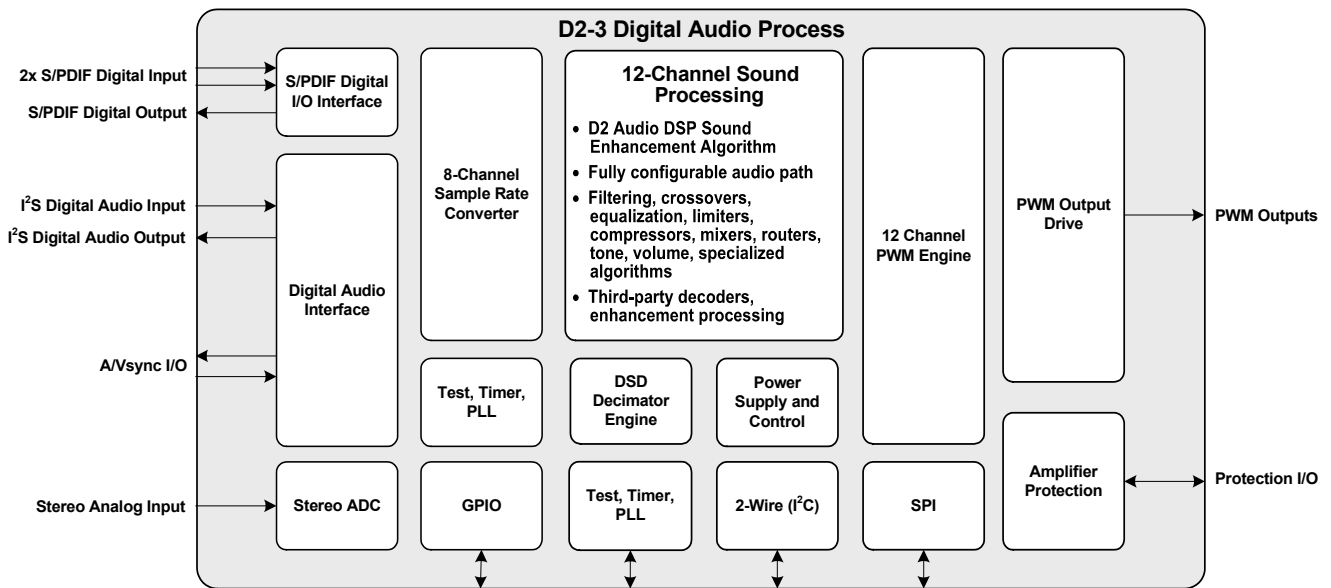 D2-3 Digital Audio Process
2x S/PDIF Digital Input
S/PDIF Digital Output
I²S Digital Audio Input
I²S Digital Audio Output
A/Vsync I/O
Stereo Analog Input
S/PDIF Digital
I/O Interface
Digital Audio
Interface
Stereo ADC
8-Channel
Sample Rate
Converter
Test, Timer,
PLL
GPIO
12-Channel Sound
Processing
• D2 Audio DSP Sound
Enhancement Algorithm
• Fully configurable audio path
• Filtering, crossovers,
equalization, limiters,
compressors, mixers, routers,
tone, volume, specialized
algorithms
• Third-party decoders,
enhancement processing
DSD
Decimator
Engine
Power
Supply and
Control
Test, Timer,
PLL
2-Wire (I²C)
12 Channel
PWM Engine
SPI
PWM Output
Drive
Amplifier
Protection
PWM Outputs
Protection I/O